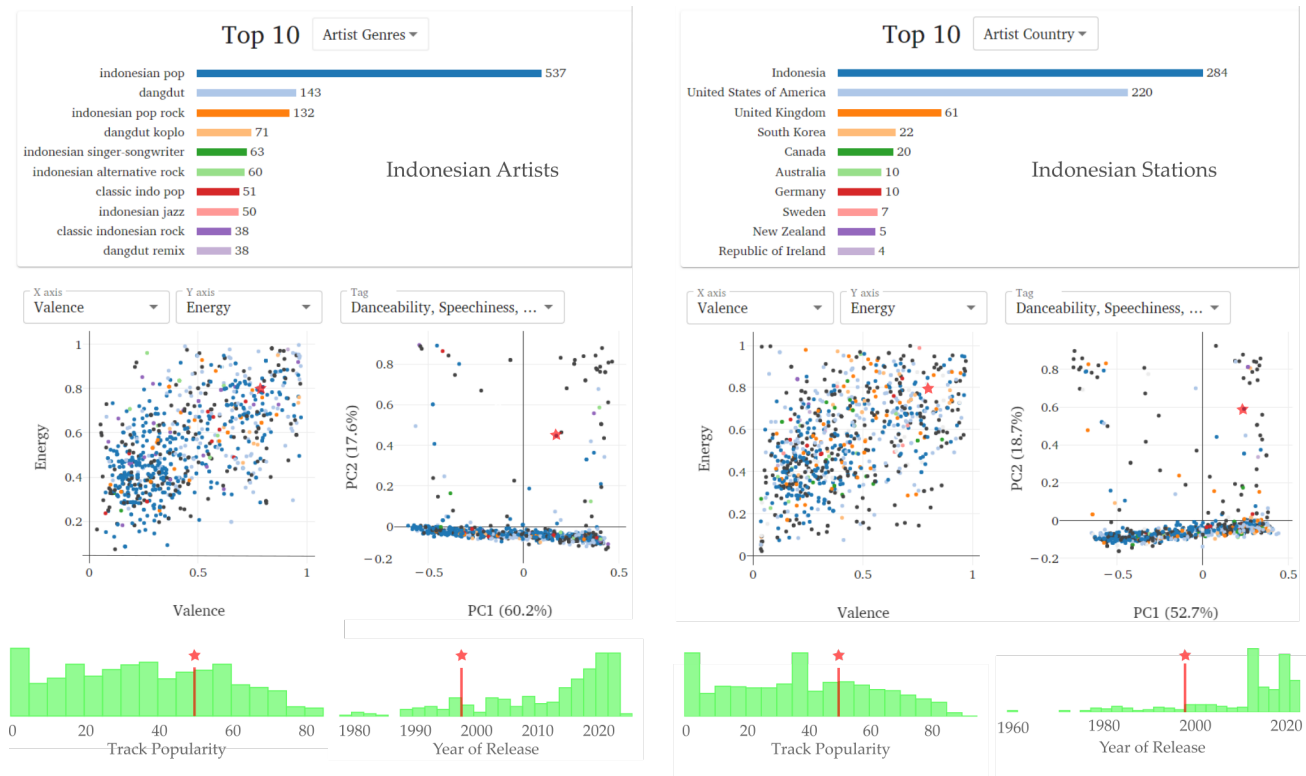 Top 10 Artist Genres
indonesian pop 537
dangdut 143
indonesian pop rock 132
dangdut koplo 71
indonesian singer-songwriter 63
indonesian alternative rock 60
classic indo pop 51
indonesian jazz 50
classic indonesian rock 38
dangdut remix 38
Indonesian Artists
X axis
Valence
Y axis
Energy
Tag
Danceability, Speechiness, ...
1
0.8
0.6
0.4
0.2
0 0.5 1
Energy
Valence
0.8
0.6
0.4
0.2
0
−0.2
−0.5 0 0.5
PC2 (17.6%)
PC1 (60.2%)
0 20 40 60 80
Track Popularity
1980 1990 2000 2010 2020
Year of Release
Top 10 Artist Country
Indonesia 284
United States of America 220
United Kingdom 61
South Korea 22
Canada 20
Australia 10
Germany 10
Sweden 7
New Zealand 5
Republic of Ireland 4
Indonesian Stations
X axis
Valence
Y axis
Energy
Tag
Danceability, Speechiness, ...
1
0.8
0.6
0.4
0.2
0
0 0.5 1
Energy
Valence
0.8
0.6
0.4
0.2
0
−0.2
−0.5 0 0.5
PC2 (18.7%)
PC1 (52.7%)
0 20 40 60 80
Track Popularity
1960 1980 2000 2020
Year of Release